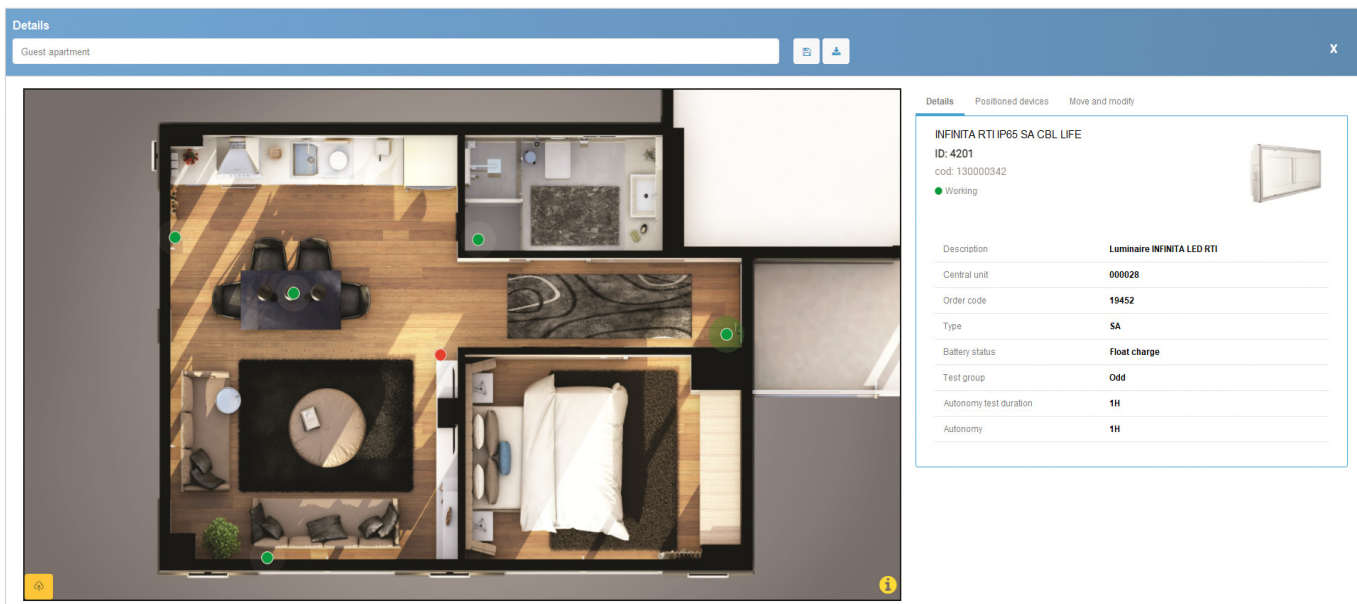 Details
Guest apartment
X
Details Positioned devices Move and modify
INFINITA RTI IP65 SA CBL LIFE
ID: 4201
cod: 130000342
Working
Description Luminaire INFINITA LED RTI
Central unit 000028
Order code 19452
Type SA
Battery status Float charge
Test group Odd
Autonomy test duration 1H
Autonomy 1H